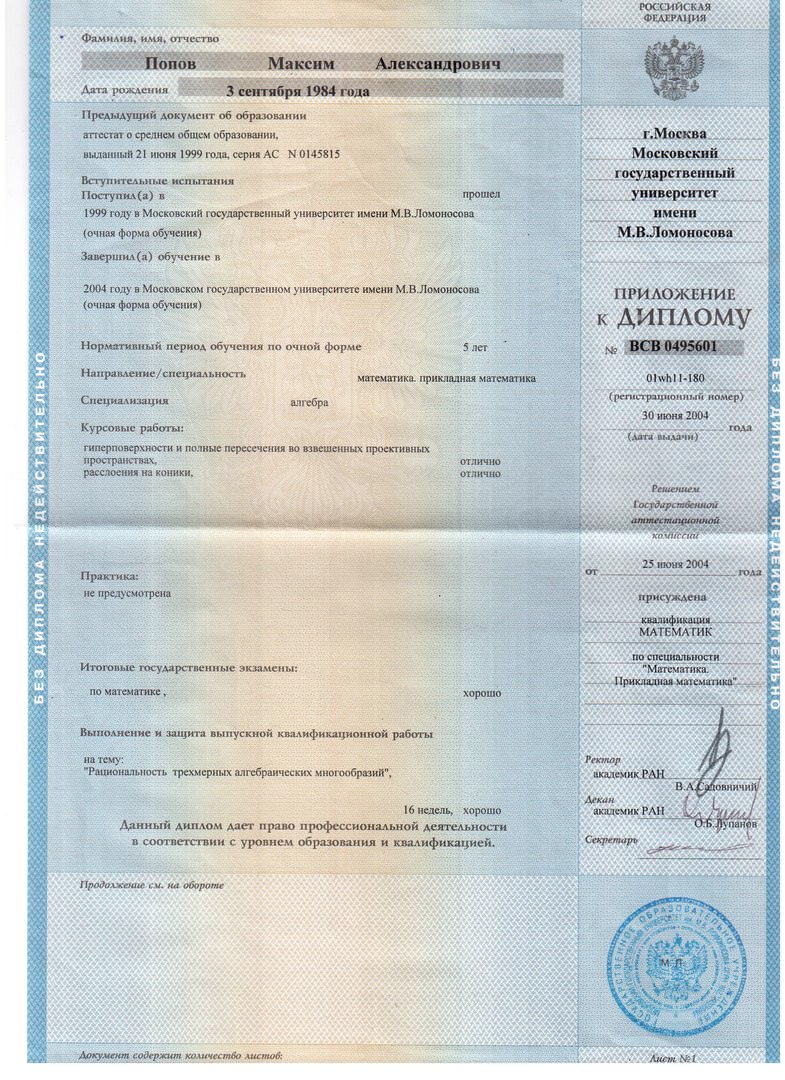 Фамилия, имя, отчество
Попов Максим Александрович
Дата рождения 3 сентября 1984 года
Предыдущий документ об образовании
аттестат о среднем общем образовании,
выданный 21 июня 1999 года, серия АС N 0145815
Вступительные испытания
Поступил(а) в прошел
1999 году в Московский государственный университет имени М.В.Ломоносова
(очная форма обучения)
Завершил(а) обучение в
2004 году в Московском государственном университете имени М.В.Ломоносова
(очная форма обучения)
Нормативный период обучения по очной форме 5 лет
Направление/специальность математика. прикладная математика
Специализация алгебра
Курсовые работы:
гиперповерхности и полные пересечения во взвешенных проективных
пространствах, отлично
расслоения на коники, отлично
Практика:
не предусмотрена
Итоговые государственные экзамены:
по математике , хорошо
Выполнение и защита выпускной квалификационной работы
на тему:
"Рациональность трехмерных алгебраических многообразий",
16 недель, хорошо
Данный диплом дает право профессиональной деятельности
в соответствии с уровнем образования и квалификацией.
Продолжение см. на обороте
Документ содержит количество листов:
РОССИЙСКАЯ
ФЕДЕРАЦИЯ
г.Москва
Московский
государственный
университет
имени
М.В.Ломоносова
ПРИЛОЖЕНИЕ
К ДИПЛОМУ
№ ВСВ 0495601
01wh11-180
(регистрационный номер)
30 июня 2004
года
(дата выдачи)
Решением
Государственной
аттестационной
комиссии
от 25 июня 2004 года
присуждена
квалификация
МАТЕМАТИК
по специальности
"Математика.
Прикладная математика"
Ректор
академик РАН
В.А.Садовничий
Декан
академик РАН
О.Б.Лупанов
Секретарь
М.П.
Лист №1
БЕЗ ДИПЛОМА НЕДЕЙСТВИТЕЛЬНО
БЕЗ ДИПЛОМА НЕДЕЙСТВИТЕЛЬНО
ГОСУДАРСТВЕННОЕ ОБРАЗОВАТЕЛЬНОЕ УЧРЕЖДЕНИЕ